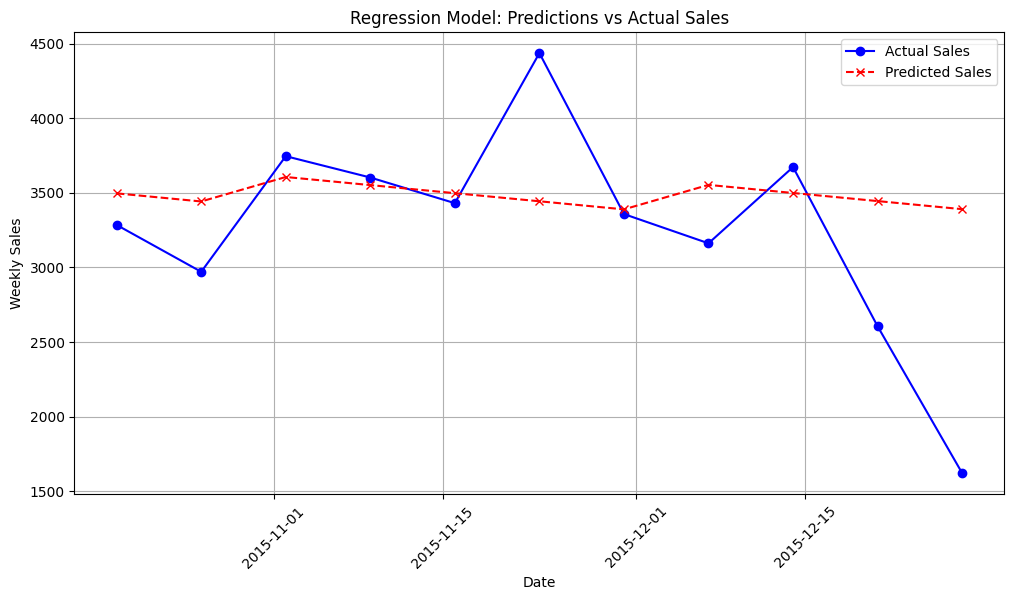 Regression Model: Predictions vs Actual Sales
Actual Sales
Predicted Sales
4500
4000
3500
3000
2500
2000
1500
Weekly Sales
2015-11-01
2015-11-15
2015-12-01
2015-12-15
Date